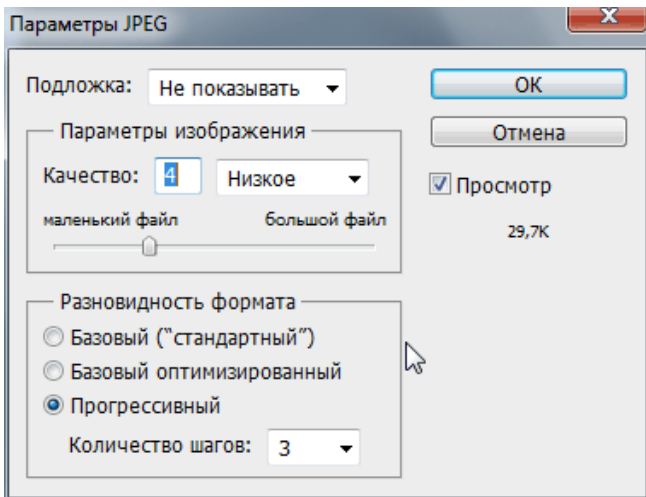 Параметры JPEG
Подложка: Не показывать
OK
Параметры изображения
Отмена
Качество: 4 Низкое
Просмотр
маленький файл большой файл
29,7K
Разновидность формата
Базовый ("стандартный")
Базовый оптимизированный
Прогрессивный
Количество шагов: 3